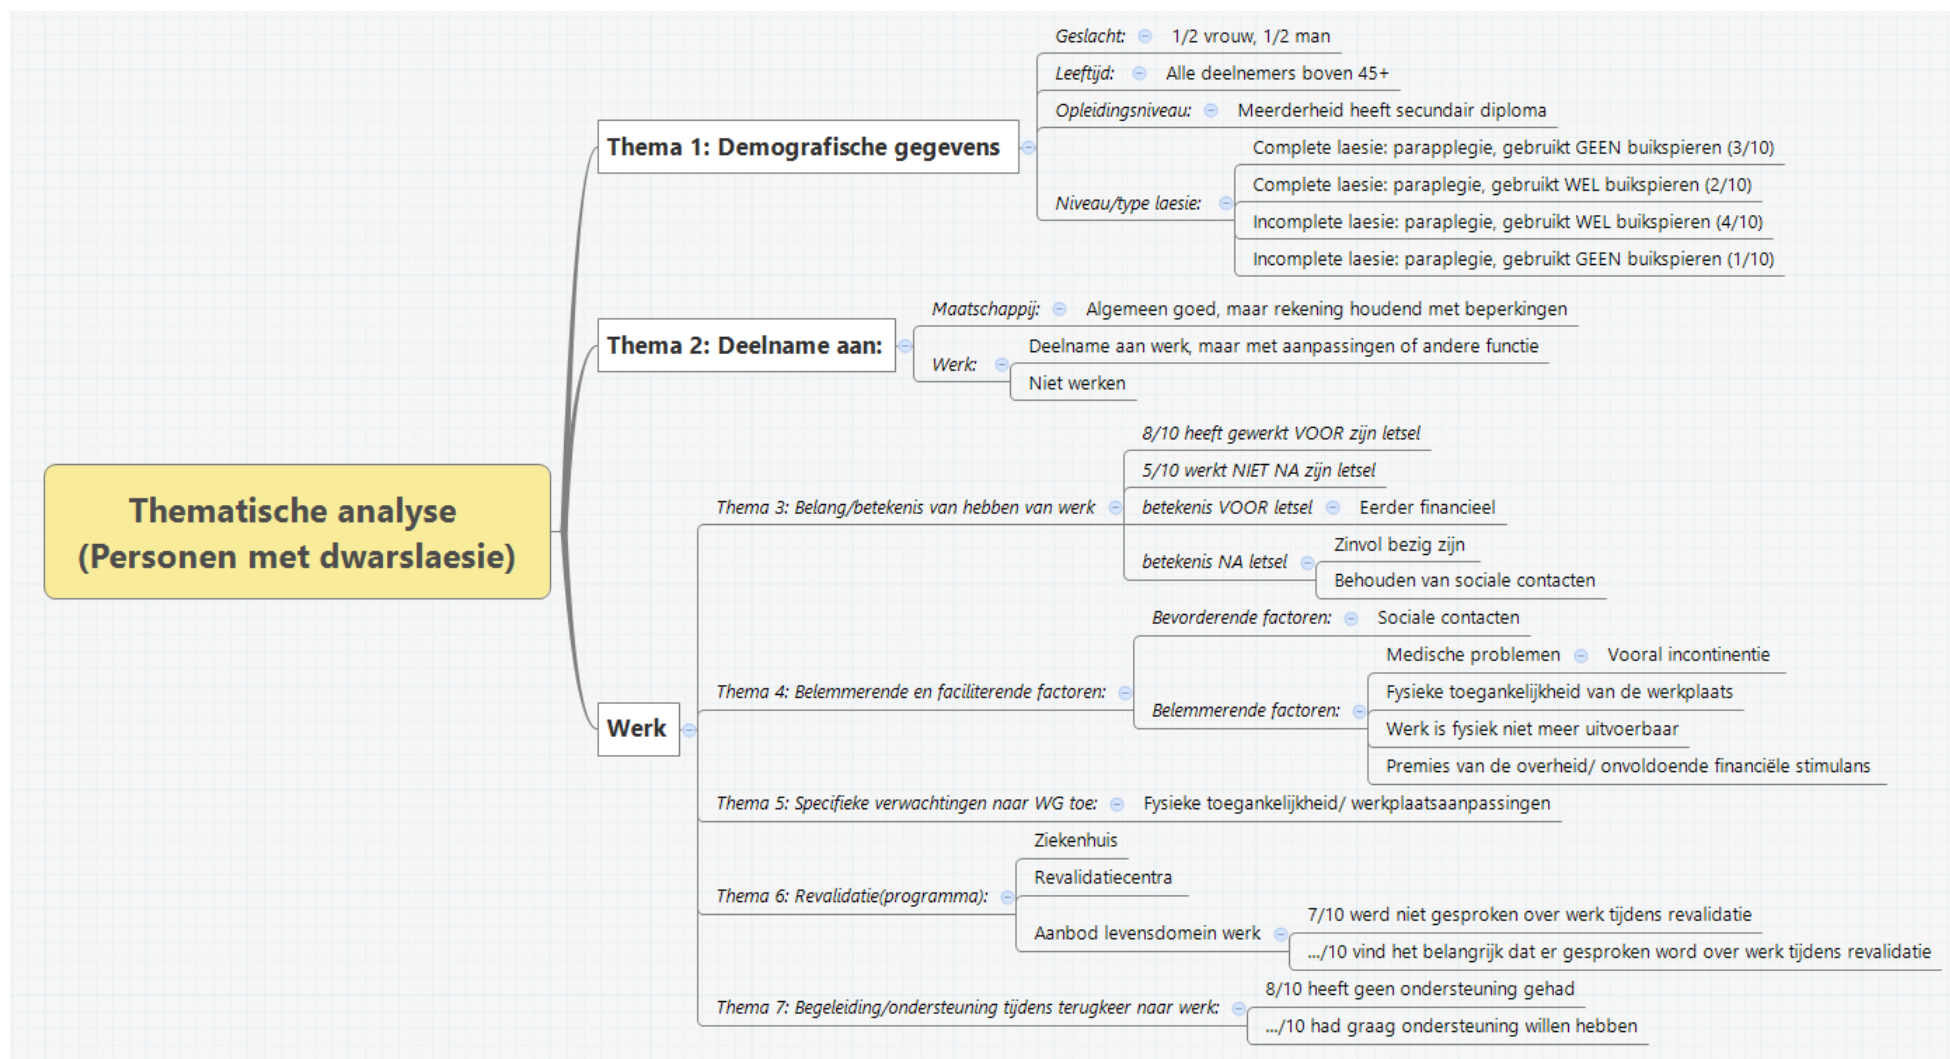 Thematische analyse
(Personen met dwarslaesie)
Thema 1: Demografische gegevens
Geslacht: 1/2 vrouw, 1/2 man
Leeftijd: Alle deelnemers boven 45+
Opleidingsniveau: Meerderheid heeft secundair diploma
Niveau/type laesie:
Complete laesie: parapplegie, gebruikt GEEN buikspieren (3/10)
Complete laesie: paraplegie, gebruikt WEL buikspieren (2/10)
Incomplete laesie: paraplegie, gebruikt WEL buikspieren (4/10)
Incomplete laesie: paraplegie, gebruikt GEEN buikspieren (1/10)
Thema 2: Deelname aan:
Maatschappij: Algemeen goed, maar rekening houdend met beperkingen
Werk:
Deelname aan werk, maar met aanpassingen of andere functie
Niet werken
Werk
Thema 3: Belang/betekenis van hebben van werk
8/10 heeft gewerkt VOOR zijn letsel
5/10 werkt NIET NA zijn letsel
betekenis VOOR letsel Eerder financieel
betekenis NA letsel
Zinvol bezig zijn
Behouden van sociale contacten
Thema 4: Belemmerende en faciliterende factoren:
Bevorderende factoren: Sociale contacten
Belemmerende factoren:
Medische problemen Vooral incontinentie
Fysieke toegankelijkheid van de werkplaats
Werk is fysiek niet meer uitvoerbaar
Premies van de overheid/ onvoldoende financiële stimulans
Thema 5: Specifieke verwachtingen naar WG toe: Fysieke toegankelijkheid/ werkplaatsaanpassingen
Thema 6: Revalidatie(programma):
Ziekenhuis
Revalidatiecentra
Aanbod levensdomein werk
7/10 werd niet gesproken over werk tijdens revalidatie
.../10 vind het belangrijk dat er gesproken word over werk tijdens revalidatie
Thema 7: Begeleiding/ondersteuning tijdens terugkeer naar werk:
8/10 heeft geen ondersteuning gehad
.../10 had graag ondersteuning willen hebben